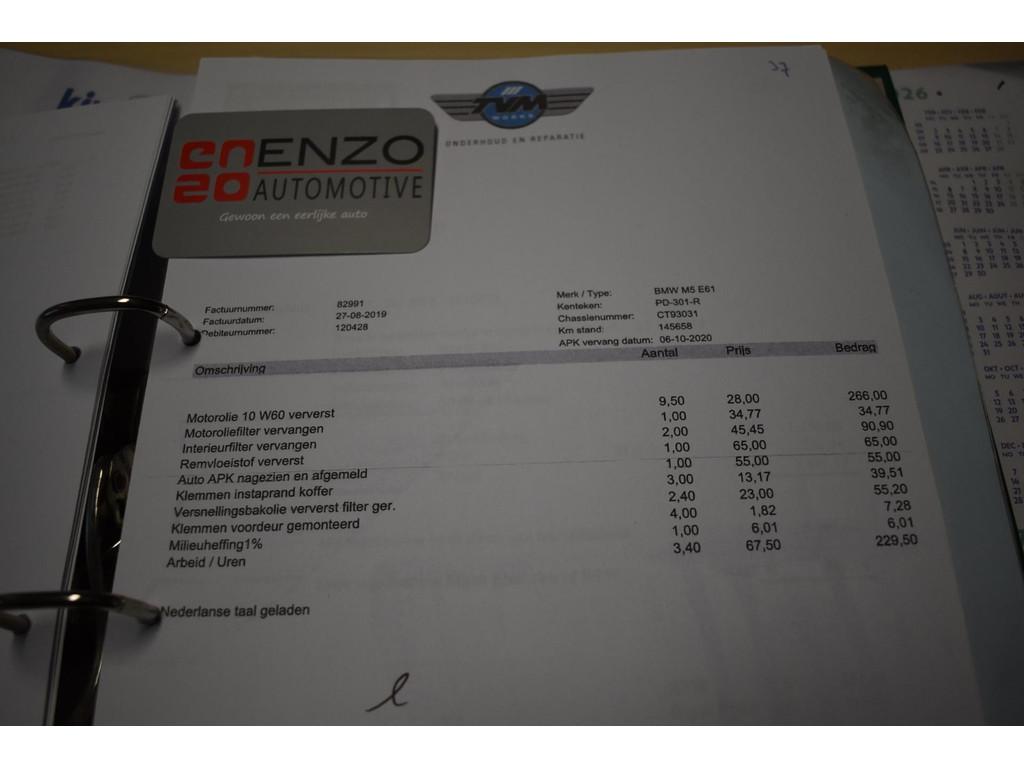 37
TVM
WORKS
ONDERHOUD EN REPARATIE
ENZO
AUTOMOTIVE
Gewoon een eerlijke auto
Factuurnummer: 82991
Factuurdatum: 27-08-2019
Debiteurnummer: 120428
Merk / Type: BMW M5 E61
Kenteken: PD-301-R
Chassienummer: CT93031
Km stand: 145658
APK vervang datum: 06-10-2020
Omschrijving Aantal Prijs Bedrag
Motorolie 10 W60 ververst 9,50 28,00 266,00
Motoroliefilter vervangen 1,00 34,77 34,77
Interieurfilter vervangen 2,00 45,45 90,90
Remvloeistof ververst 1,00 65,00 65,00
Auto APK nagezien en afgemeld 1,00 55,00 55,00
Klemmen instaprand koffer 3,00 13,17 39,51
Versnellingsbakolie ververst filter ger. 2,40 23,00 55,20
Klemmen voordeur gemonteerd 4,00 1,82 7,28
Milieuheffing1% 1,00 6,01 6,01
Arbeid / Uren 3,40 67,50 229,50
Nederlanse taal geladen